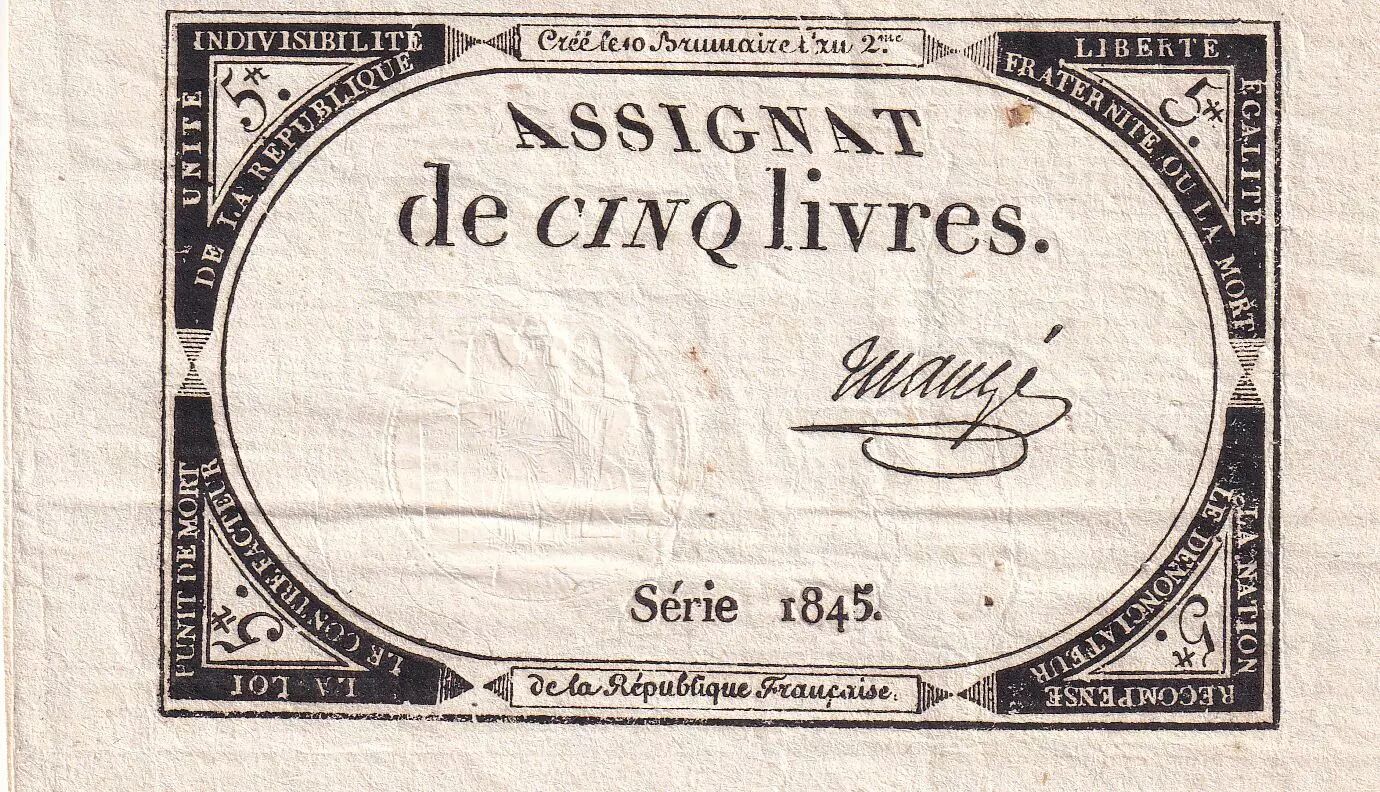 UNITÉ INDIVISIBILITÉ
DE LA RÉPUBLIQUE
5₶.
Créé le 10 Brumaire l'an 2.me
LIBERTÉ ÉGALITÉ
FRATERNITÉ OU LA MORT
5₶.
ASSIGNAT
de CINQ livres.
Maugé
Série 1845.
LA LOI PUNIT DE MORT
LE CONTREFACTEUR
5₶.
de la République Française.
LA NATION RÉCOMPENSE
LE DÉNONCIATEUR
5₶.